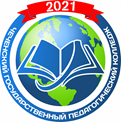 2021
ЧЕЧЕНСКИЙ ГОСУДАРСТВЕННЫЙ ПЕДАГОГИЧЕСКИЙ КОЛЛЕДЖ